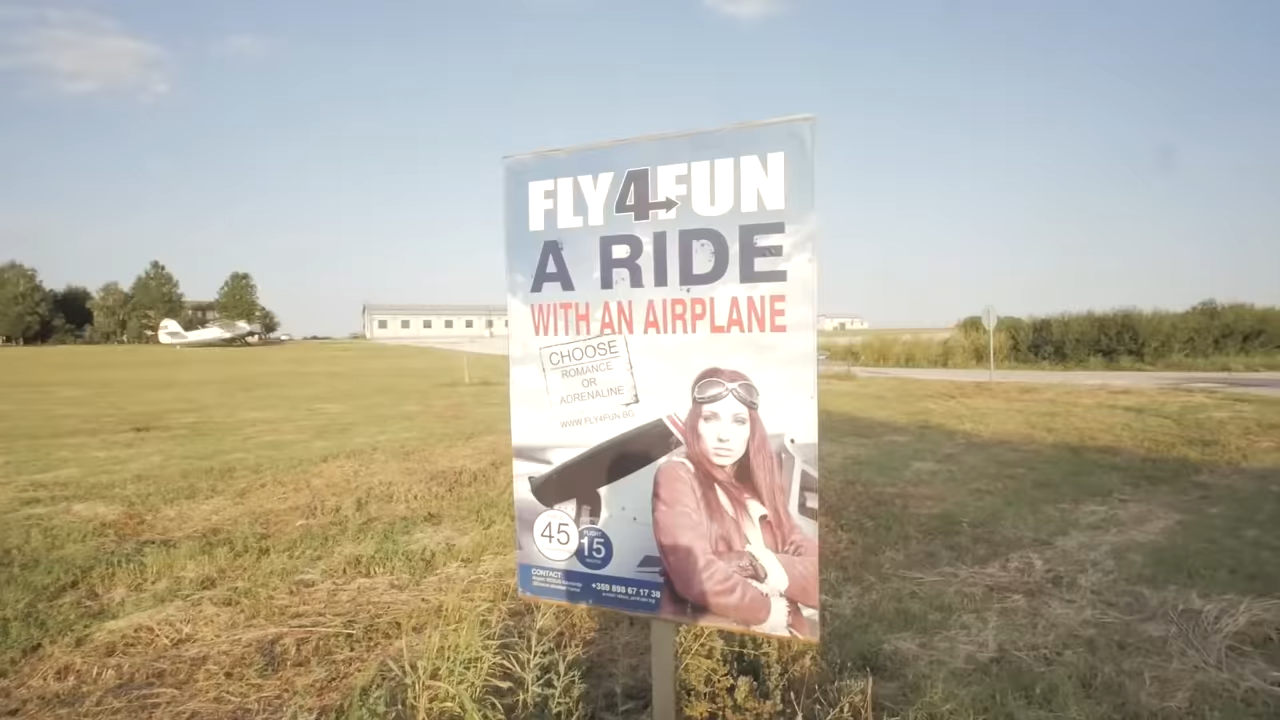 FLY4FUN
A RIDE
WITH AN AIRPLANE
CHOOSE
ROMANCE
OR
ADRENALINE
WWW.FLY4FUN.BG
45
FLIGHT
15
CONTACT
+359 898 67 17 38